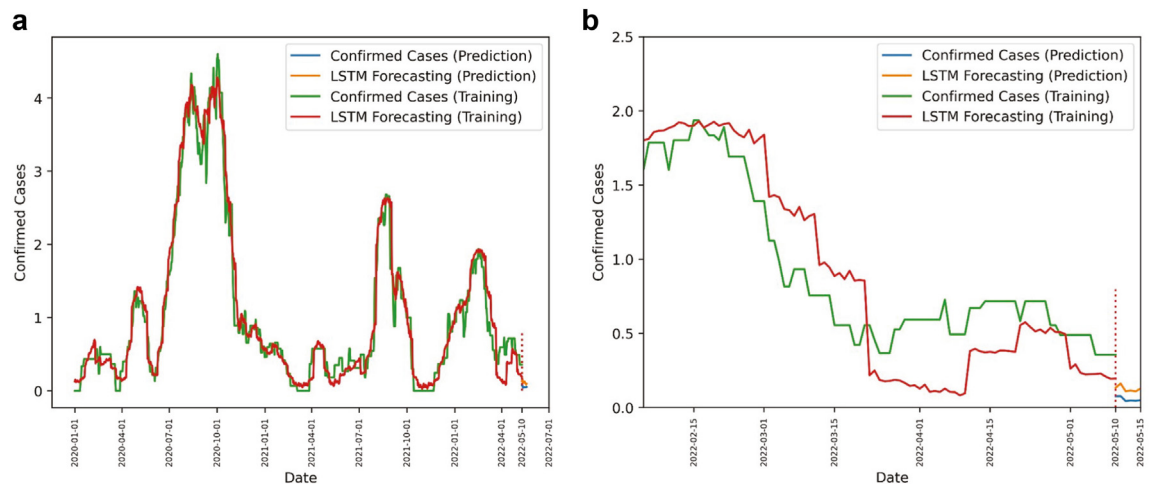 a
Confirmed Cases (Prediction)
LSTM Forecasting (Prediction)
Confirmed Cases (Training)
LSTM Forecasting (Training)
Confirmed Cases
4
3
2
1
0
2020-01-01
2020-04-01
2020-07-01
2020-10-01
2021-01-01
2021-04-01
2021-07-01
2021-10-01
2022-01-01
2022-04-01
2022-05-10
2022-07-01
Date
b
Confirmed Cases (Prediction)
LSTM Forecasting (Prediction)
Confirmed Cases (Training)
LSTM Forecasting (Training)
Confirmed Cases
2.5
2.0
1.5
1.0
0.5
0.0
2022-02-15
2022-03-01
2022-03-15
2022-04-01
2022-04-15
2022-05-01
2022-05-10
2022-05-15
Date